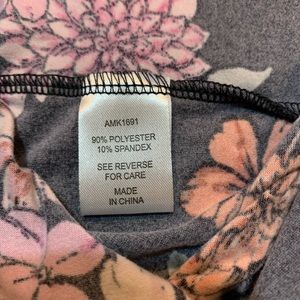 AMK1691
90% POLYESTER
10% SPANDEX
SEE REVERSE
FOR CARE
MADE
IN CHINA